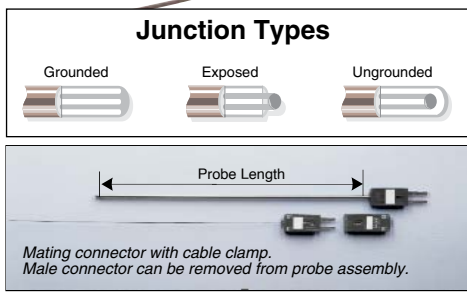 Junction Types
Grounded
Exposed
Ungrounded
Probe Length
Mating connector with cable clamp.
Male connector can be removed from probe assembly.